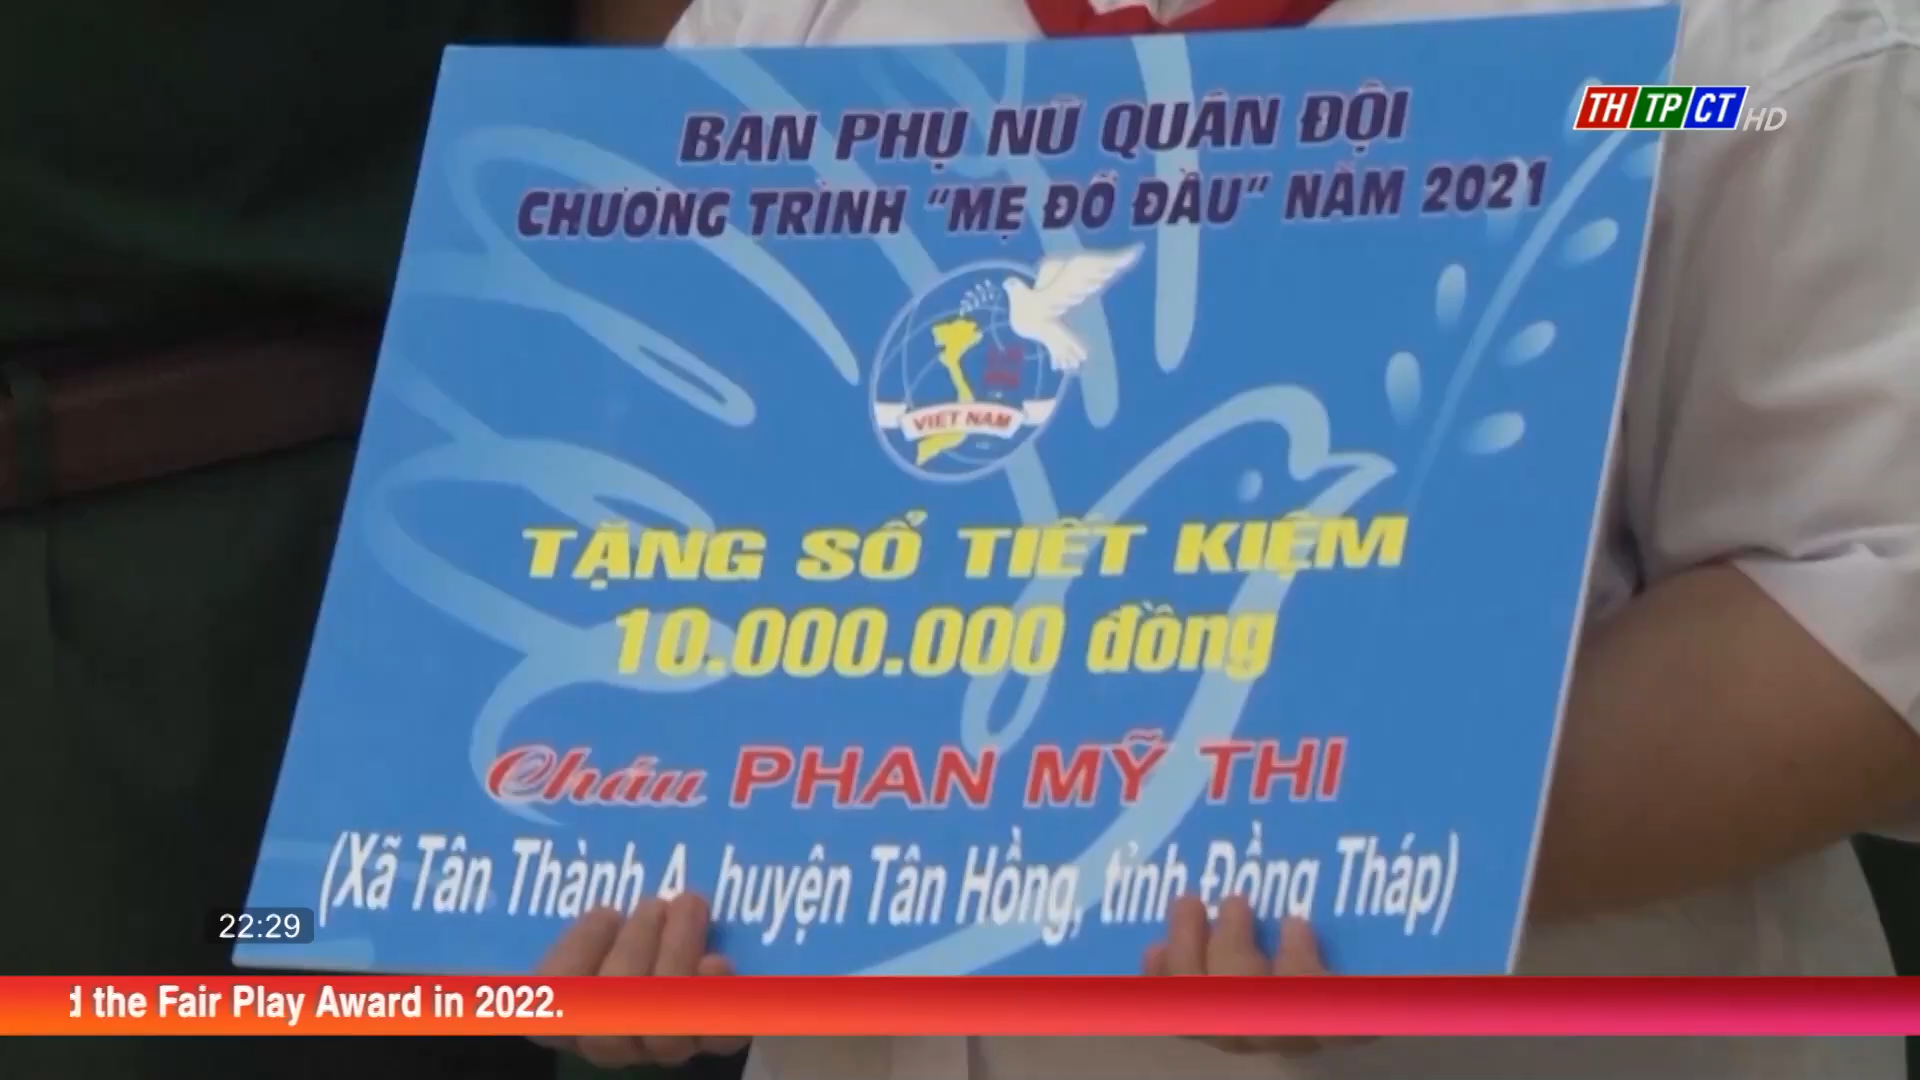 BAN PHỤ NỮ QUÂN ĐỘI
CHƯƠNG TRÌNH "MẸ ĐỠ ĐẦU" NĂM 2021
VIET NAM
TẶNG SỔ TIẾT KIỆM
10.000.000 đồng
Cháu PHAN MỸ THI
(Xã Tân Thành A, huyện Tân Hồng, tỉnh Đồng Tháp)
THTPCT HD
22:29
the Fair Play Award in 2022.